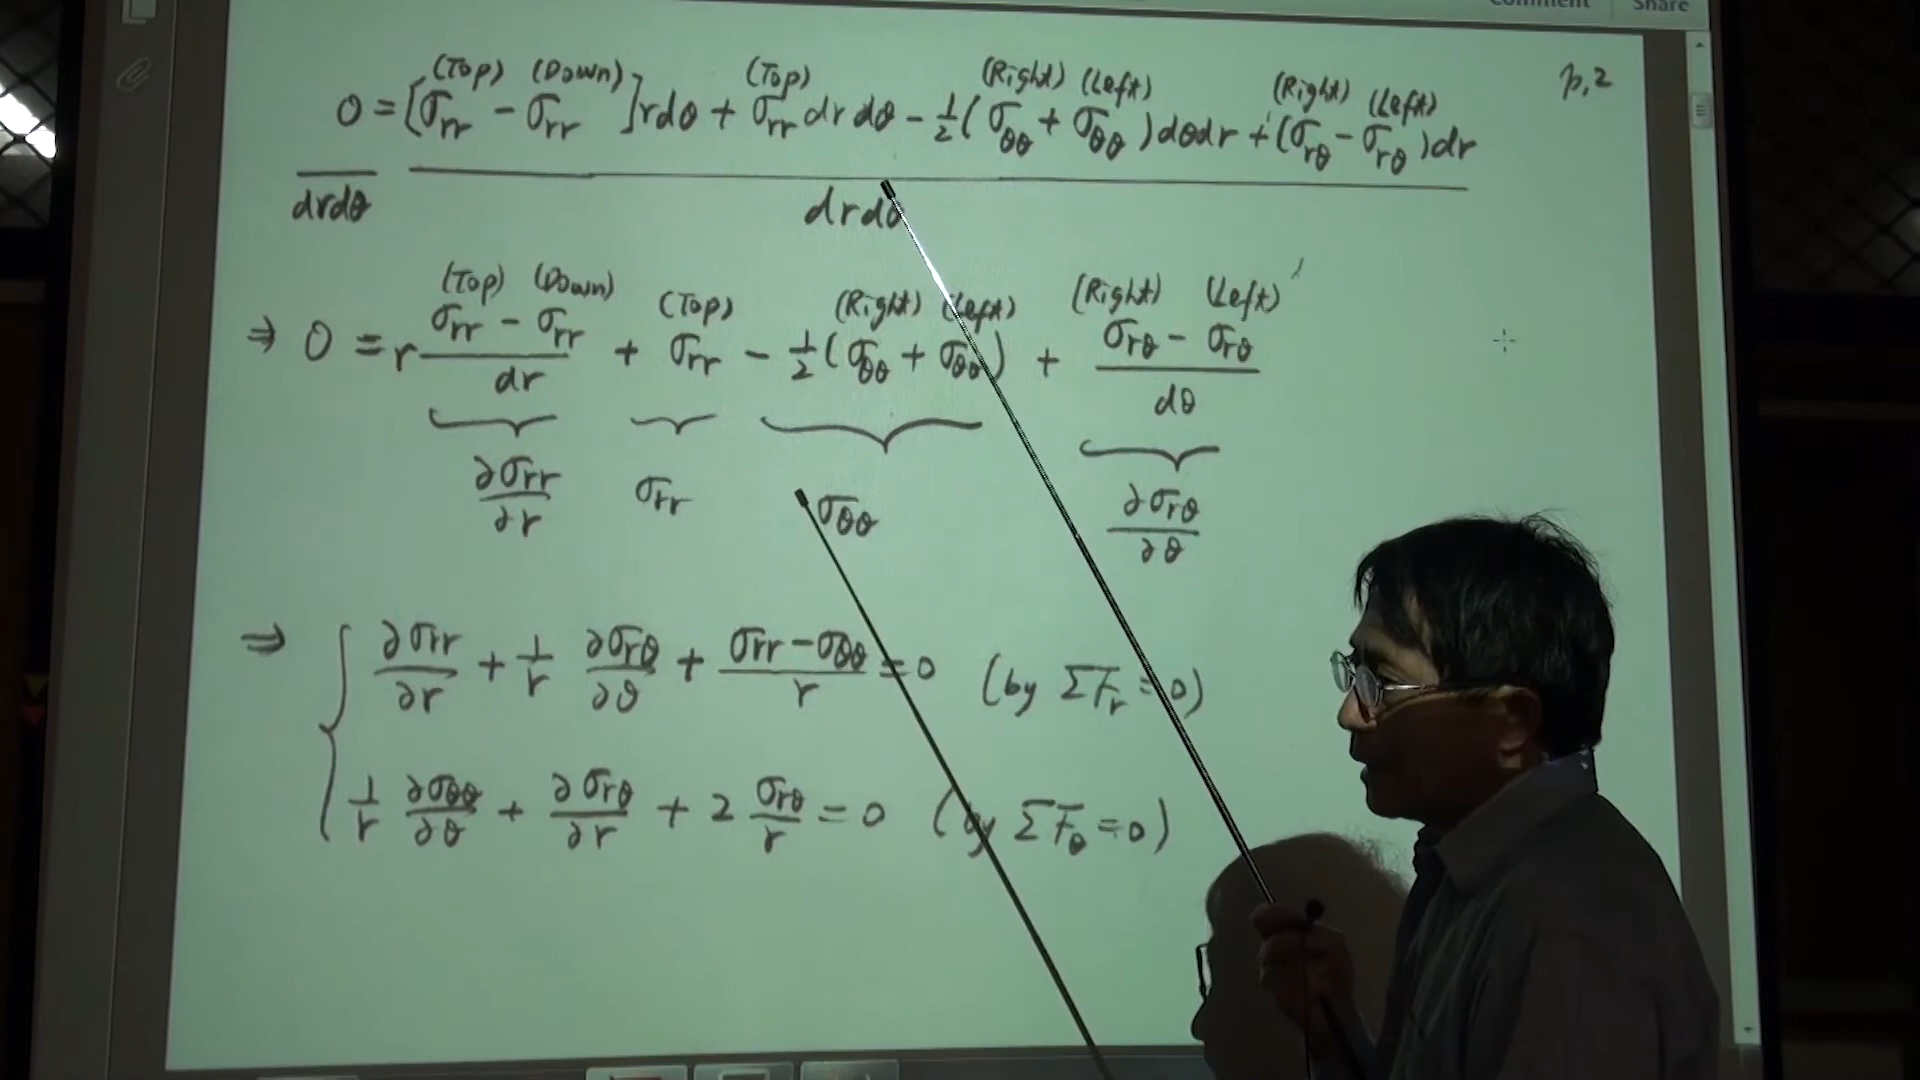 Comment Share
p.2
(Top) (Down) (Top) (Right) (Left) (Right) (Left)
0 = [σrr − σrr]rdθ + σrr dr dθ − ½(σθθ + σθθ)dθdr + (σrθ − σrθ)dr
drdθ drdθ
(Top) (Down) (Top) (Right) (Left) (Right) (Left)
⇒ 0 = r (σrr − σrr)/dr + σrr − ½(σθθ + σθθ) + (σrθ − σrθ)/dθ
∂σrr/∂r σrr σθθ ∂σrθ/∂θ
⇒ { ∂σrr/∂r + 1/r ∂σrθ/∂θ + (σrr − σθθ)/r = 0 (by ΣFr = 0)
1/r ∂σθθ/∂θ + ∂σrθ/∂r + 2 σrθ/r = 0 (by ΣFθ = 0)